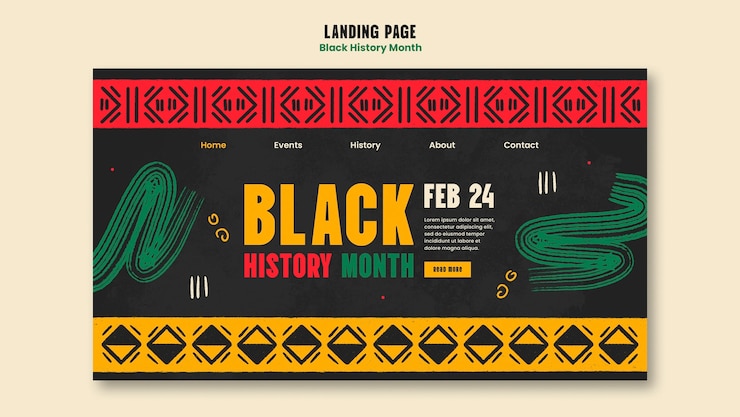 LANDING PAGE
Black History Month
Home Events History About Contact
BLACK
HISTORY MONTH
FEB 24
Lorem ipsum dolor sit amet,
consectetur adipiscing elit,
sed do eiusmod tempor
incididunt ut labore et
dolore magna aliqua.
READ MORE